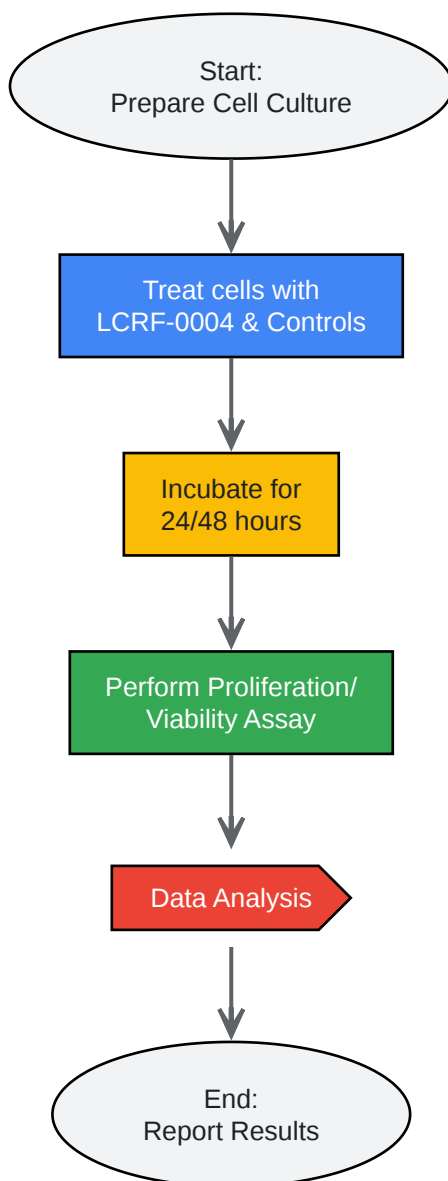 Start:
Prepare Cell Culture
Treat cells with
LCRF-0004 & Controls
Incubate for
24/48 hours
Perform Proliferation/
Viability Assay
Data Analysis
End:
Report Results